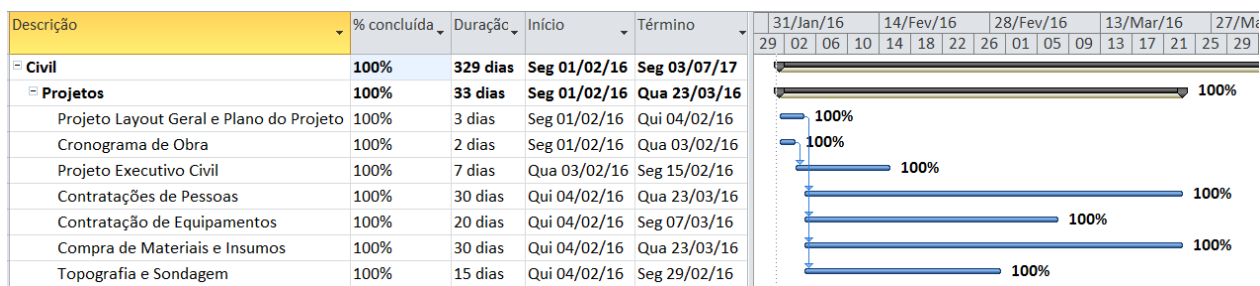 Descrição % concluída Duração Início Término 31/Jan/16 14/Fev/16 28/Fev/16 13/Mar/16 27/Ma
29 02 06 10 14 18 22 26 01 05 09 13 17 21 25 29
Civil 100% 329 dias Seg 01/02/16 Seg 03/07/17
Projetos 100% 33 dias Seg 01/02/16 Qua 23/03/16 100%
Projeto Layout Geral e Plano do Projeto 100% 3 dias Seg 01/02/16 Qui 04/02/16 100%
Cronograma de Obra 100% 2 dias Seg 01/02/16 Qua 03/02/16 100%
Projeto Executivo Civil 100% 7 dias Qua 03/02/16 Seg 15/02/16 100%
Contratações de Pessoas 100% 30 dias Qui 04/02/16 Qua 23/03/16 100%
Contratação de Equipamentos 100% 20 dias Qui 04/02/16 Seg 07/03/16 100%
Compra de Materiais e Insumos 100% 30 dias Qui 04/02/16 Qua 23/03/16 100%
Topografia e Sondagem 100% 15 dias Qui 04/02/16 Seg 29/02/16 100%